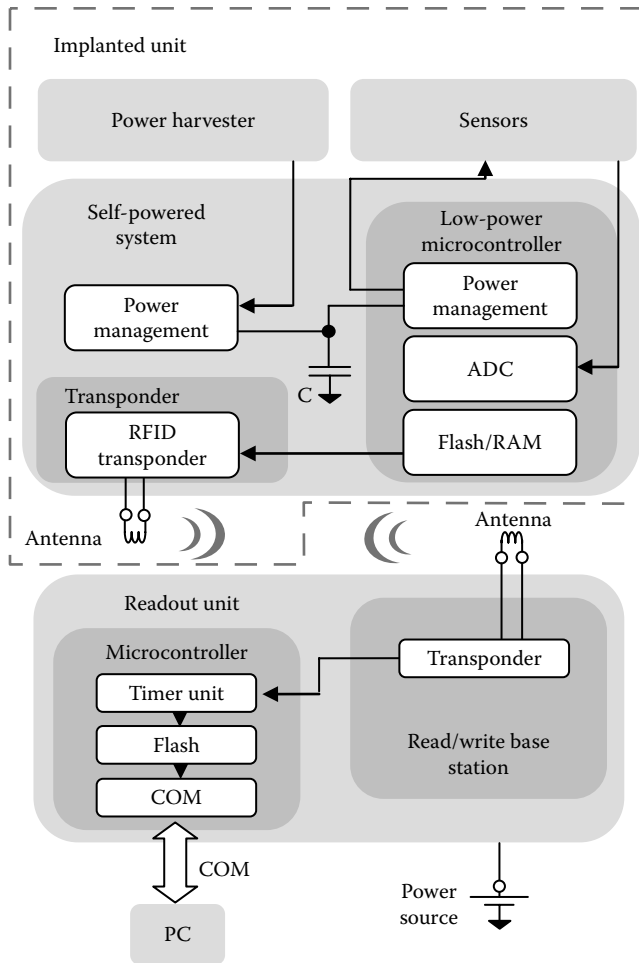 Implanted unit
Power harvester
Sensors
Self-powered
system
Low-power
microcontroller
Power
management
Power
management
ADC
C
Transponder
RFID
transponder
Flash/RAM
Antenna
Antenna
Readout unit
Microcontroller
Transponder
Timer unit
Flash
Read/write base
station
COM
COM
Power
source
PC